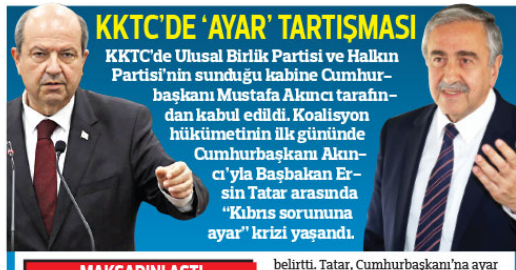 KKTC'DE 'AYAR' TARTIŞMASI
KKTC'de Ulusal Birlik Partisi ve Halkın
Partisi'nin sunduğu kabine Cumhur-
başkanı Mustafa Akıncı tarafın-
dan kabul edildi. Koalisyon
hükümetinin ilk gününde
Cumhurbaşkanı Akın-
cı'yla Başbakan Er-
sin Tatar arasında
"Kıbrıs sorununa
ayar" krizi yaşandı.
MAKSADINI AŞTI
belirtti. Tatar, Cumhurbaşkanı'na ayar